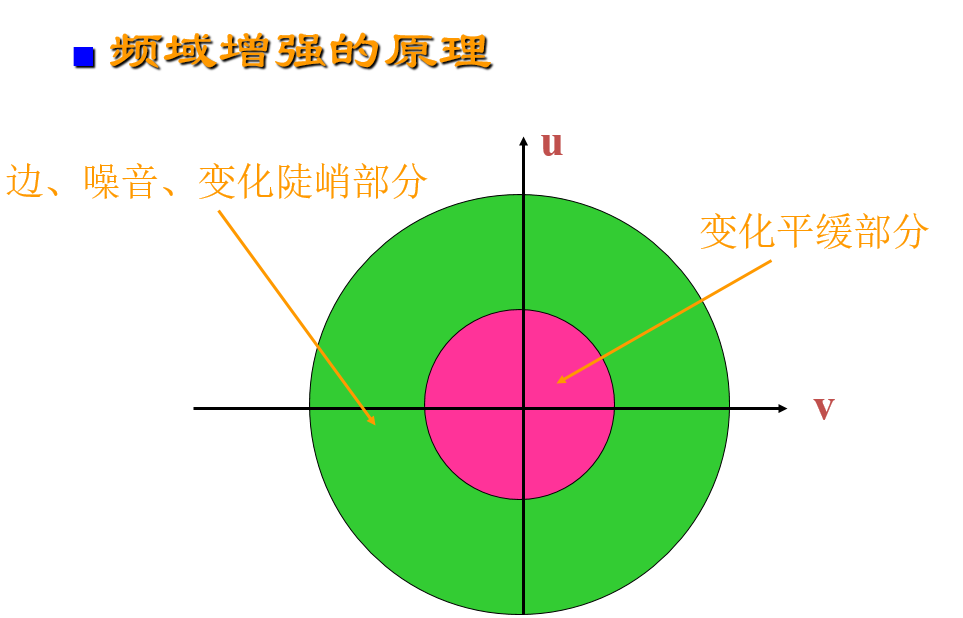 频域增强的原理
u
边、噪音、变化陡峭部分
变化平缓部分
v